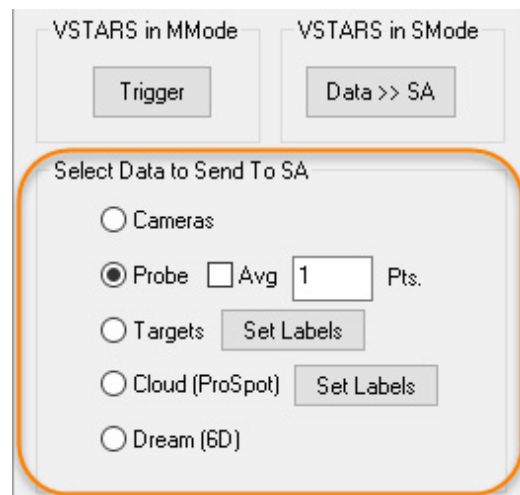 VSTARS in MMode VSTARS in SMode
Trigger Data >> SA
Select Data to Send To SA
Cameras
Probe Avg 1 Pts.
Targets Set Labels
Cloud (ProSpot) Set Labels
Dream (6D)